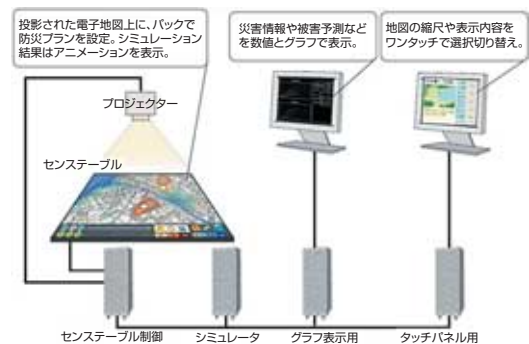 投影された電子地図上に、パックで
防災プランを設定。シミュレーション
結果はアニメーションを表示。
災害情報や被害予測など
を数値とグラフで表示。
地図の縮尺や表示内容を
ワンタッチで選択切り替え。
プロジェクター
センステーブル
センステーブル制御
シミュレータ
グラフ表示用
タッチパネル用